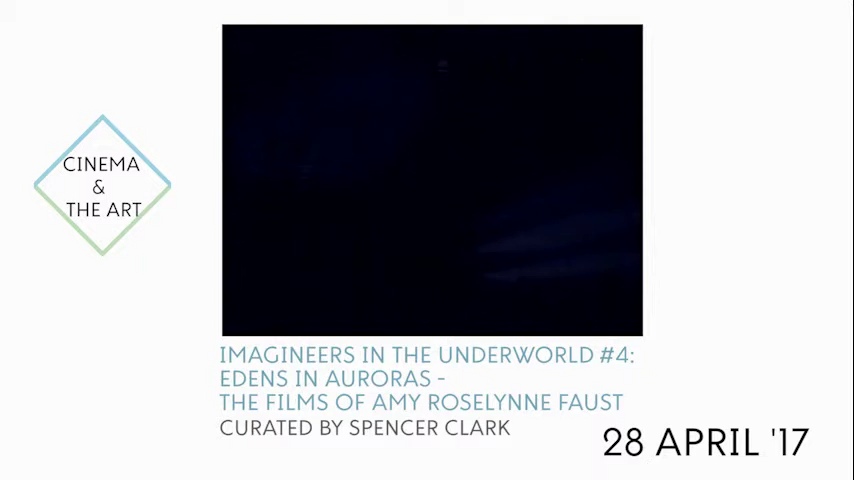 CINEMA
&
THE ART
IMAGINEERS IN THE UNDERWORLD #4:
EDENS IN AURORAS -
THE FILMS OF AMY ROSELYNNE FAUST
CURATED BY SPENCER CLARK
28 APRIL '17